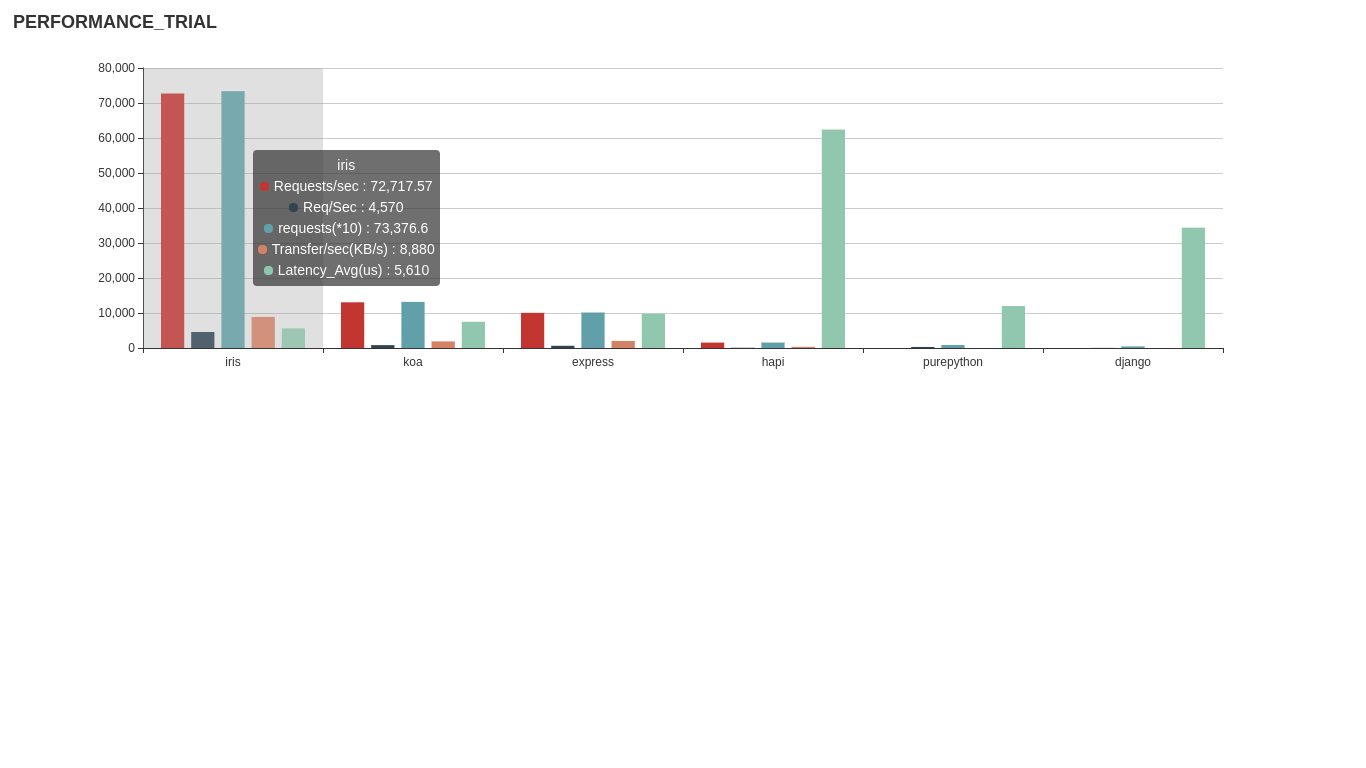 PERFORMANCE_TRIAL
80,000
70,000
60,000
50,000
40,000
30,000
20,000
10,000
0
iris
Requests/sec : 72,717.57
Req/Sec : 4,570
requests(*10) : 73,376.6
Transfer/sec(KB/s) : 8,880
Latency_Avg(us) : 5,610
iris koa express hapi purepython django